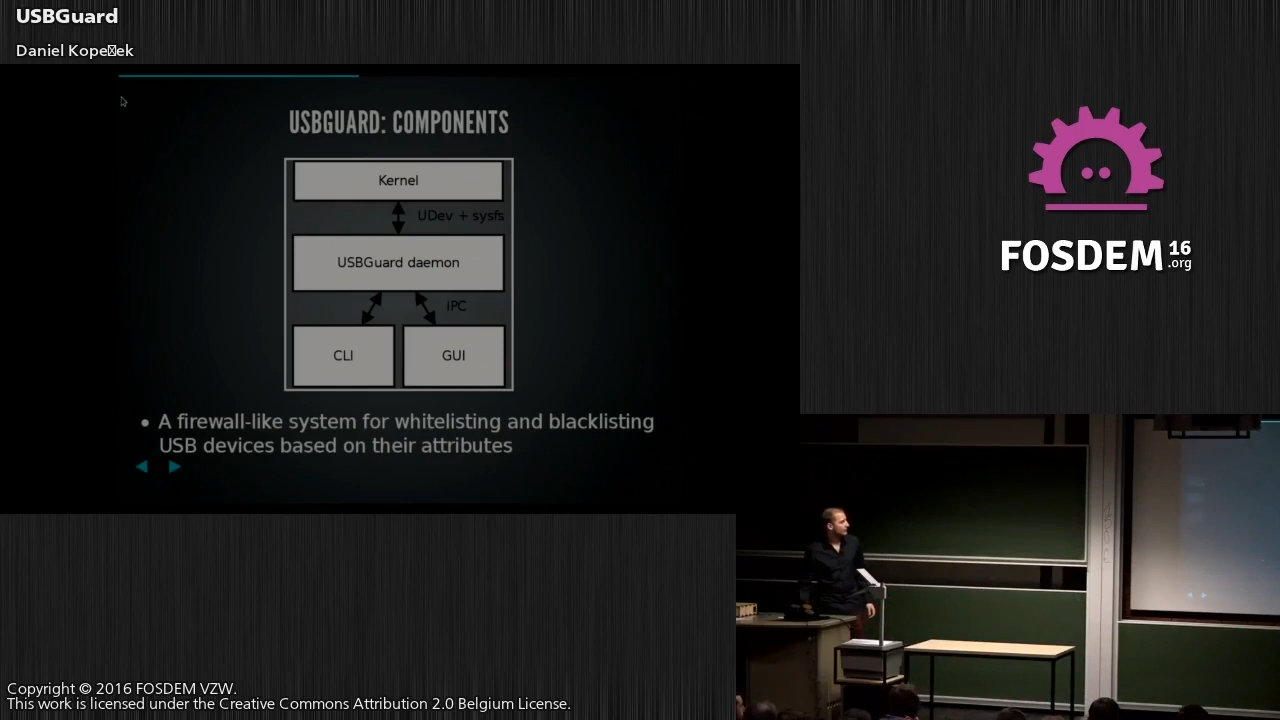 USBGuard
Daniel Kope▯ek
USBGUARD: COMPONENTS
Kernel
UDev + sysfs
USBGuard daemon
iPC
CLI
GUI
• A firewall-like system for whitelisting and blacklisting
USB devices based on their attributes
FOSDEM 16
.org
Copyright © 2016 FOSDEM VZW.
This work is licensed under the Creative Commons Attribution 2.0 Belgium License.